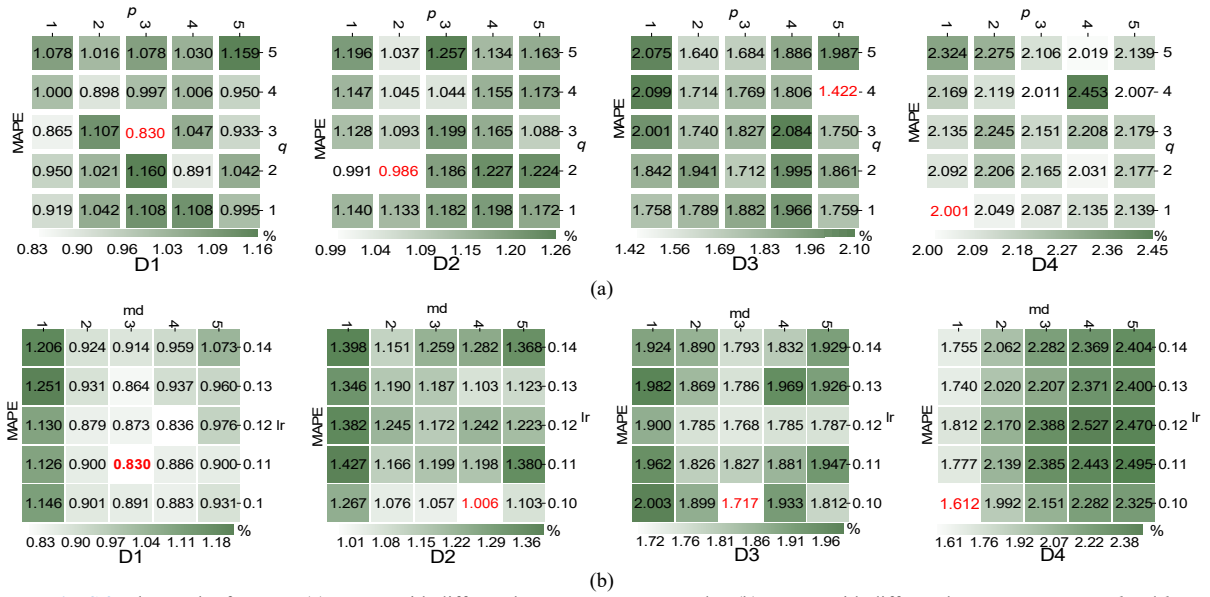 p
1 2 3 4 5
1.078 1.016 1.078 1.030 1.159 5
1.000 0.898 0.997 1.006 0.950 4
0.865 1.107 0.830 1.047 0.933 3
0.950 1.021 1.160 0.891 1.042 2
0.919 1.042 1.108 1.108 0.995 1
MAPE
q
0.83 0.90 0.96 1.03 1.09 1.16
%
D1
p
1 2 3 4 5
1.196 1.037 1.257 1.134 1.163 5
1.147 1.045 1.044 1.155 1.173 4
1.128 1.093 1.199 1.165 1.088 3
0.991 0.986 1.186 1.227 1.224 2
1.140 1.133 1.182 1.198 1.172 1
MAPE
q
0.99 1.04 1.09 1.15 1.20 1.26
%
D2
p
1 2 3 4 5
2.075 1.640 1.684 1.886 1.987 5
2.099 1.714 1.769 1.806 1.422 4
2.001 1.740 1.827 2.084 1.750 3
1.842 1.941 1.712 1.995 1.861 2
1.758 1.789 1.882 1.966 1.759 1
MAPE
q
1.42 1.56 1.69 1.83 1.96 2.10
%
D3
p
1 2 3 4 5
2.324 2.275 2.106 2.019 2.139 5
2.169 2.119 2.011 2.453 2.007 4
2.135 2.245 2.151 2.208 2.179 3
2.092 2.206 2.165 2.031 2.177 2
2.001 2.049 2.087 2.135 2.139 1
MAPE
q
2.00 2.09 2.18 2.27 2.36 2.45
%
D4
(a)
md
1 2 3 4 5
1.206 0.924 0.914 0.959 1.073 0.14
1.251 0.931 0.864 0.937 0.960 0.13
1.130 0.879 0.873 0.836 0.976 0.12 lr
1.126 0.900 0.830 0.886 0.900 0.11
1.146 0.901 0.891 0.883 0.931 0.1
MAPE
%
0.83 0.90 0.97 1.04 1.11 1.18
D1
md
1 2 3 4 5
1.398 1.151 1.259 1.282 1.368 0.14
1.346 1.190 1.187 1.103 1.123 0.13
1.382 1.245 1.172 1.242 1.223 0.12 lr
1.427 1.166 1.199 1.198 1.380 0.11
1.267 1.076 1.057 1.006 1.103 0.10
MAPE
%
1.01 1.08 1.15 1.22 1.29 1.36
D2
md
1 2 3 4 5
1.924 1.890 1.793 1.832 1.929 0.14
1.982 1.869 1.786 1.969 1.926 0.13
1.900 1.785 1.768 1.785 1.787 0.12 lr
1.962 1.826 1.827 1.881 1.947 0.11
2.003 1.899 1.717 1.933 1.812 0.10
MAPE
%
1.72 1.76 1.81 1.86 1.91 1.96
D3
md
1 2 3 4 5
1.755 2.062 2.282 2.369 2.404 0.14
1.740 2.020 2.207 2.371 2.400 0.13
1.812 2.170 2.388 2.527 2.470 0.12 lr
1.777 2.139 2.385 2.443 2.495 0.11
1.612 1.992 2.151 2.282 2.325 0.10
MAPE
%
1.61 1.76 1.92 2.07 2.22 2.38
D4
(b)